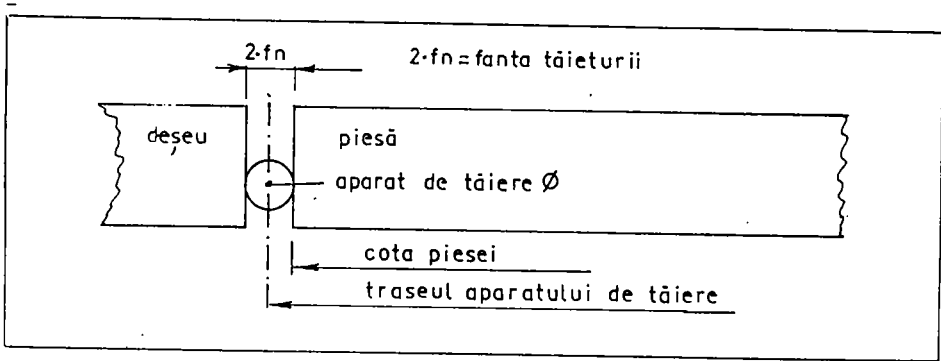 2·fn
2·fn=fanta tăieturii
deșeu
piesă
aparat de tăiere Ø
cota piesei
traseul aparatului de tăiere